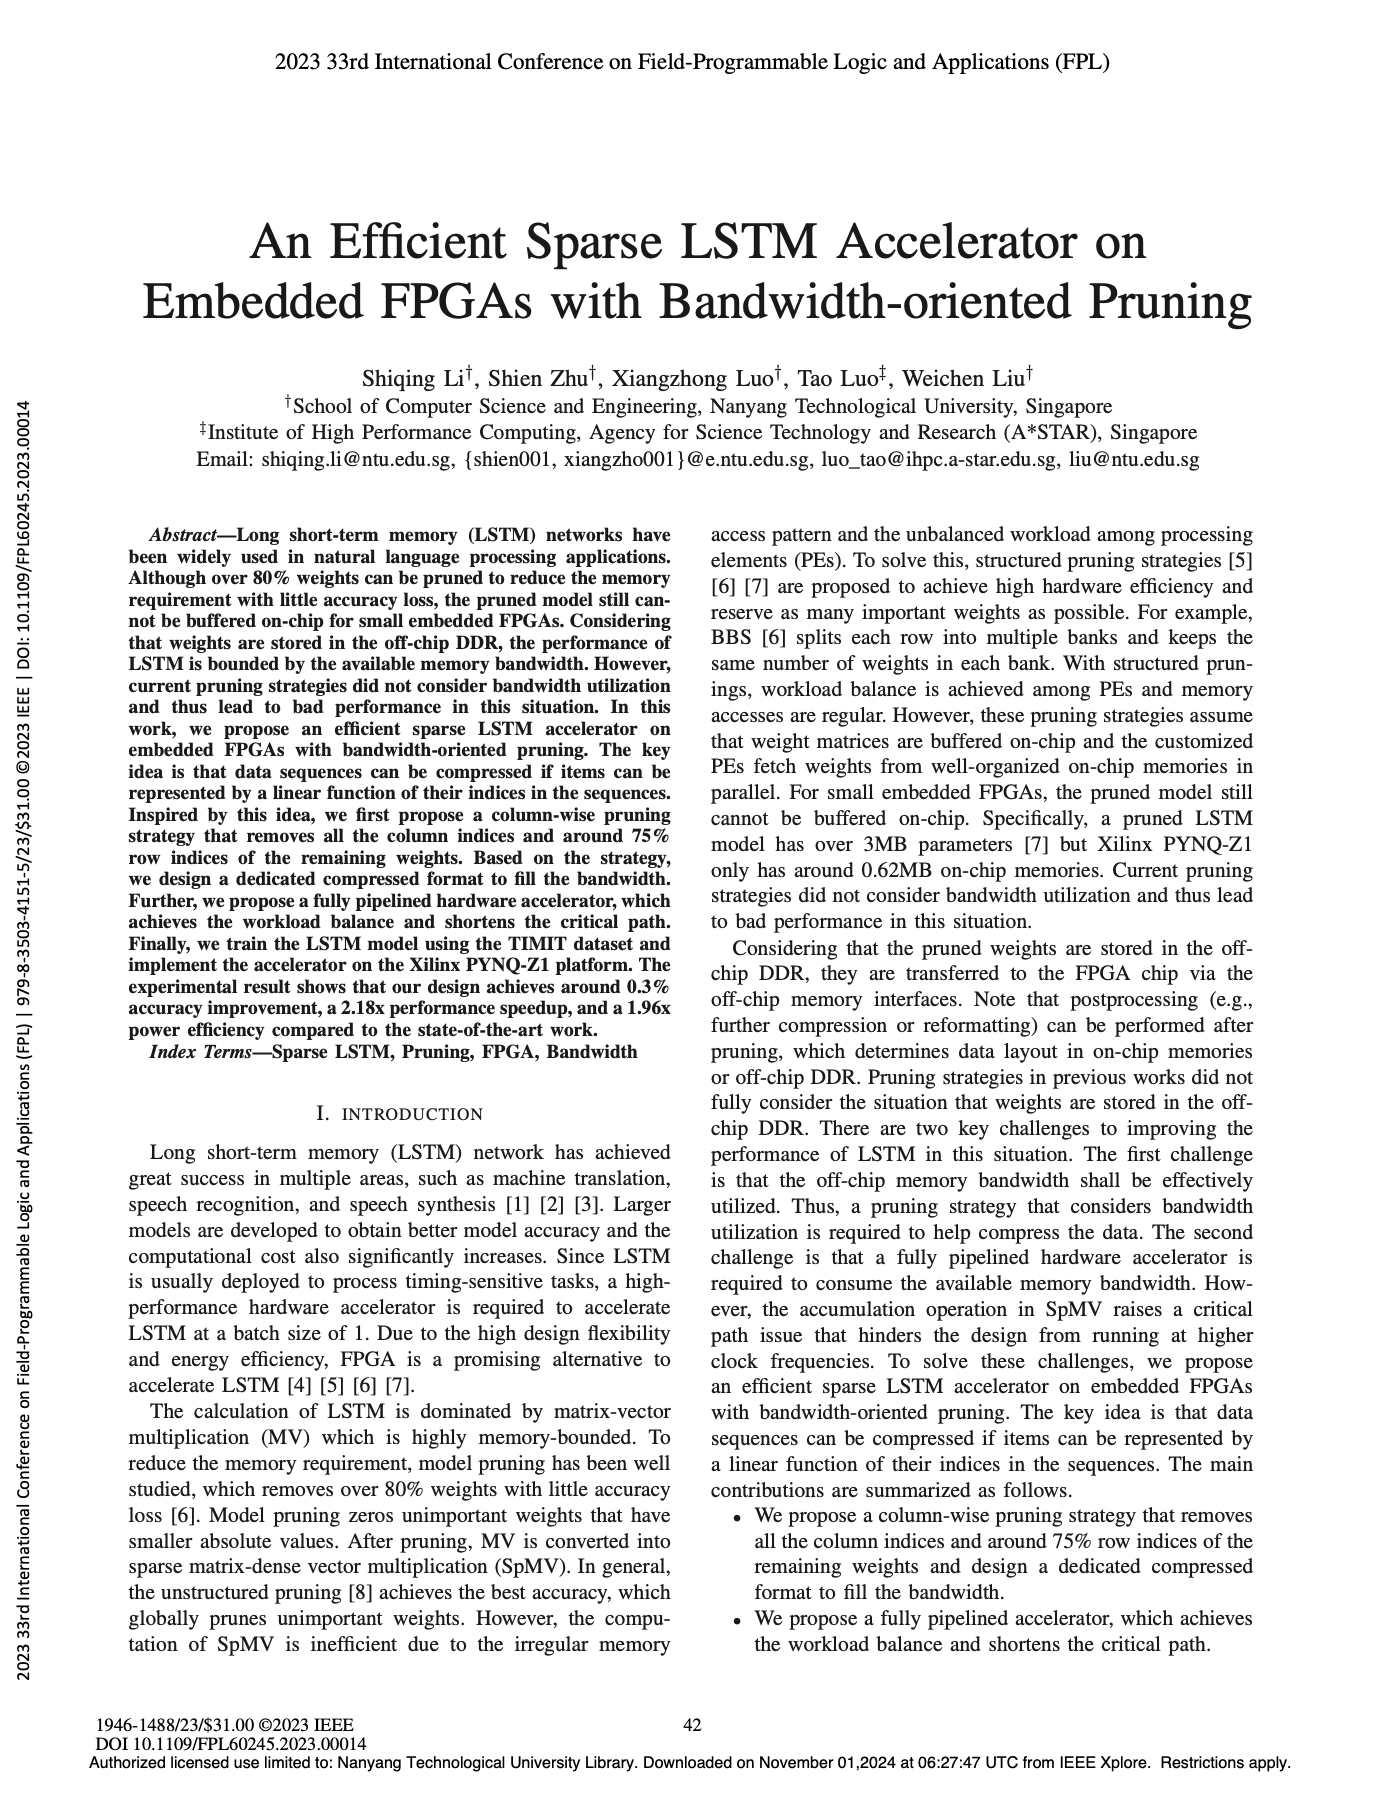 2023 33rd International Conference on Field-Programmable Logic and Applications (FPL)
An Efficient Sparse LSTM Accelerator on
Embedded FPGAs with Bandwidth-oriented Pruning
Shiqing Li†, Shien Zhu†, Xiangzhong Luo†, Tao Luo‡, Weichen Liu†
†School of Computer Science and Engineering, Nanyang Technological University, Singapore
‡Institute of High Performance Computing, Agency for Science Technology and Research (A*STAR), Singapore
Email: shiqing.li@ntu.edu.sg, {shien001, xiangzho001}@e.ntu.edu.sg, luo_tao@ihpc.a-star.edu.sg, liu@ntu.edu.sg
Abstract—Long short-term memory (LSTM) networks have
been widely used in natural language processing applications.
Although over 80% weights can be pruned to reduce the memory
requirement with little accuracy loss, the pruned model still can-
not be buffered on-chip for small embedded FPGAs. Considering
that weights are stored in the off-chip DDR, the performance of
LSTM is bounded by the available memory bandwidth. However,
current pruning strategies did not consider bandwidth utilization
and thus lead to bad performance in this situation. In this
work, we propose an efficient sparse LSTM accelerator on
embedded FPGAs with bandwidth-oriented pruning. The key
idea is that data sequences can be compressed if items can be
represented by a linear function of their indices in the sequences.
Inspired by this idea, we first propose a column-wise pruning
strategy that removes all the column indices and around 75%
row indices of the remaining weights. Based on the strategy,
we design a dedicated compressed format to fill the bandwidth.
Further, we propose a fully pipelined hardware accelerator, which
achieves the workload balance and shortens the critical path.
Finally, we train the LSTM model using the TIMIT dataset and
implement the accelerator on the Xilinx PYNQ-Z1 platform. The
experimental result shows that our design achieves around 0.3%
accuracy improvement, a 2.18x performance speedup, and a 1.96x
power efficiency compared to the state-of-the-art work.
Index Terms—Sparse LSTM, Pruning, FPGA, Bandwidth
I. INTRODUCTION
Long short-term memory (LSTM) network has achieved
great success in multiple areas, such as machine translation,
speech recognition, and speech synthesis [1] [2] [3]. Larger
models are developed to obtain better model accuracy and the
computational cost also significantly increases. Since LSTM
is usually deployed to process timing-sensitive tasks, a high-
performance hardware accelerator is required to accelerate
LSTM at a batch size of 1. Due to the high design flexibility
and energy efficiency, FPGA is a promising alternative to
accelerate LSTM [4] [5] [6] [7].
The calculation of LSTM is dominated by matrix-vector
multiplication (MV) which is highly memory-bounded. To
reduce the memory requirement, model pruning has been well
studied, which removes over 80% weights with little accuracy
loss [6]. Model pruning zeros unimportant weights that have
smaller absolute values. After pruning, MV is converted into
sparse matrix-dense vector multiplication (SpMV). In general,
the unstructured pruning [8] achieves the best accuracy, which
globally prunes unimportant weights. However, the compu-
tation of SpMV is inefficient due to the irregular memory
access pattern and the unbalanced workload among processing
elements (PEs). To solve this, structured pruning strategies [5]
[6] [7] are proposed to achieve high hardware efficiency and
reserve as many important weights as possible. For example,
BBS [6] splits each row into multiple banks and keeps the
same number of weights in each bank. With structured prun-
ings, workload balance is achieved among PEs and memory
accesses are regular. However, these pruning strategies assume
that weight matrices are buffered on-chip and the customized
PEs fetch weights from well-organized on-chip memories in
parallel. For small embedded FPGAs, the pruned model still
cannot be buffered on-chip. Specifically, a pruned LSTM
model has over 3MB parameters [7] but Xilinx PYNQ-Z1
only has around 0.62MB on-chip memories. Current pruning
strategies did not consider bandwidth utilization and thus lead
to bad performance in this situation.
Considering that the pruned weights are stored in the off-
chip DDR, they are transferred to the FPGA chip via the
off-chip memory interfaces. Note that postprocessing (e.g.,
further compression or reformatting) can be performed after
pruning, which determines data layout in on-chip memories
or off-chip DDR. Pruning strategies in previous works did not
fully consider the situation that weights are stored in the off-
chip DDR. There are two key challenges to improving the
performance of LSTM in this situation. The first challenge
is that the off-chip memory bandwidth shall be effectively
utilized. Thus, a pruning strategy that considers bandwidth
utilization is required to help compress the data. The second
challenge is that a fully pipelined hardware accelerator is
required to consume the available memory bandwidth. How-
ever, the accumulation operation in SpMV raises a critical
path issue that hinders the design from running at higher
clock frequencies. To solve these challenges, we propose
an efficient sparse LSTM accelerator on embedded FPGAs
with bandwidth-oriented pruning. The key idea is that data
sequences can be compressed if items can be represented by
a linear function of their indices in the sequences. The main
contributions are summarized as follows.
• We propose a column-wise pruning strategy that removes
all the column indices and around 75% row indices of the
remaining weights and design a dedicated compressed
format to fill the bandwidth.
• We propose a fully pipelined accelerator, which achieves
the workload balance and shortens the critical path.
2023 33rd International Conference on Field-Programmable Logic and Applications (FPL) | 979-8-3503-4151-5/23/$31.00 ©2023 IEEE | DOI: 10.1109/FPL60245.2023.00014
1946-1488/23/$31.00 ©2023 IEEE
DOI 10.1109/FPL60245.2023.00014
42
Authorized licensed use limited to: Nanyang Technological University Library. Downloaded on November 01,2024 at 06:27:47 UTC from IEEE Xplore. Restrictions apply.